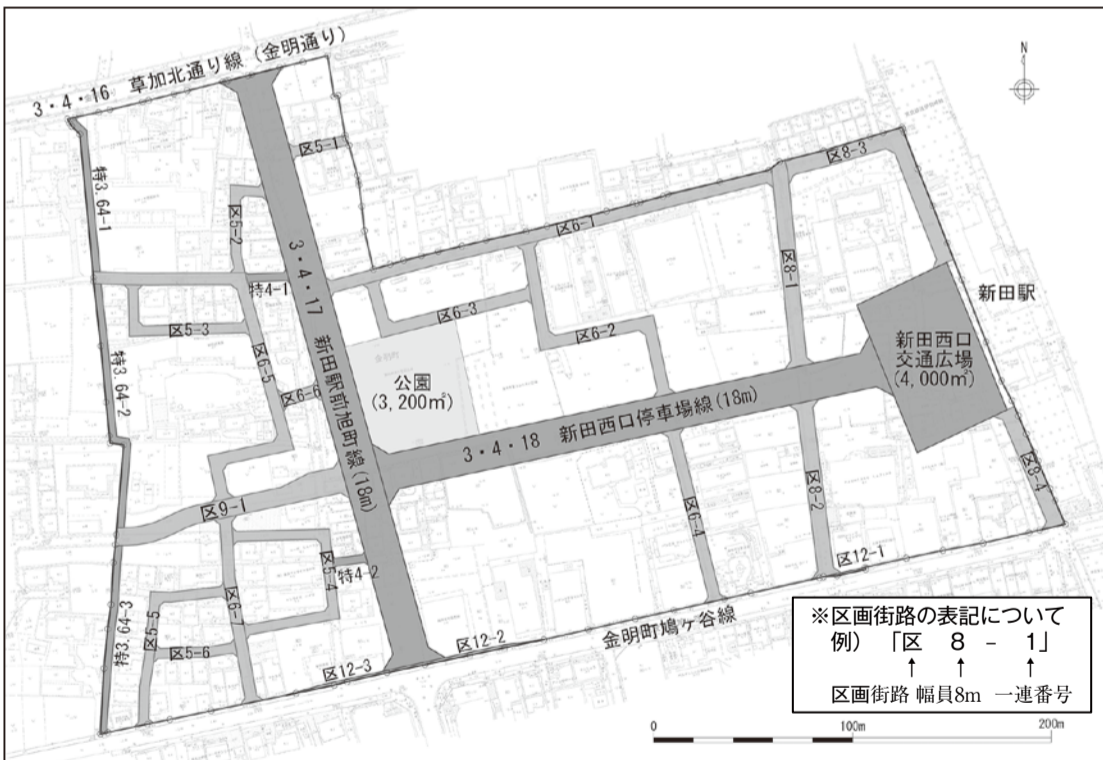 3・4・16 草加北通り線(金明通り)
N
特3.64-1
区5-1
区8-3
区5-2
区6-1
3・4・17 新田駅前旭町線(18m)
特4-1
区8-1
新田駅
区5-3
区6-3
区6-2
新田西口
交通広場
(4,000㎡)
特3.64-2
区6-5
区6-6
公園
(3,200㎡)
3・4・18 新田西口停車場線(18m)
区9-1
区6-4
区8-2
区8-4
区5-4
特4-2
区12-1
特3.64-3
区5-5
区6-7
区5-6
区12-3
区12-2
金明町鳩ヶ谷線
※区画街路の表記について
例) 「区 8 - 1」
↑ ↑ ↑
区画街路 幅員8m 一連番号
0 100m 200m